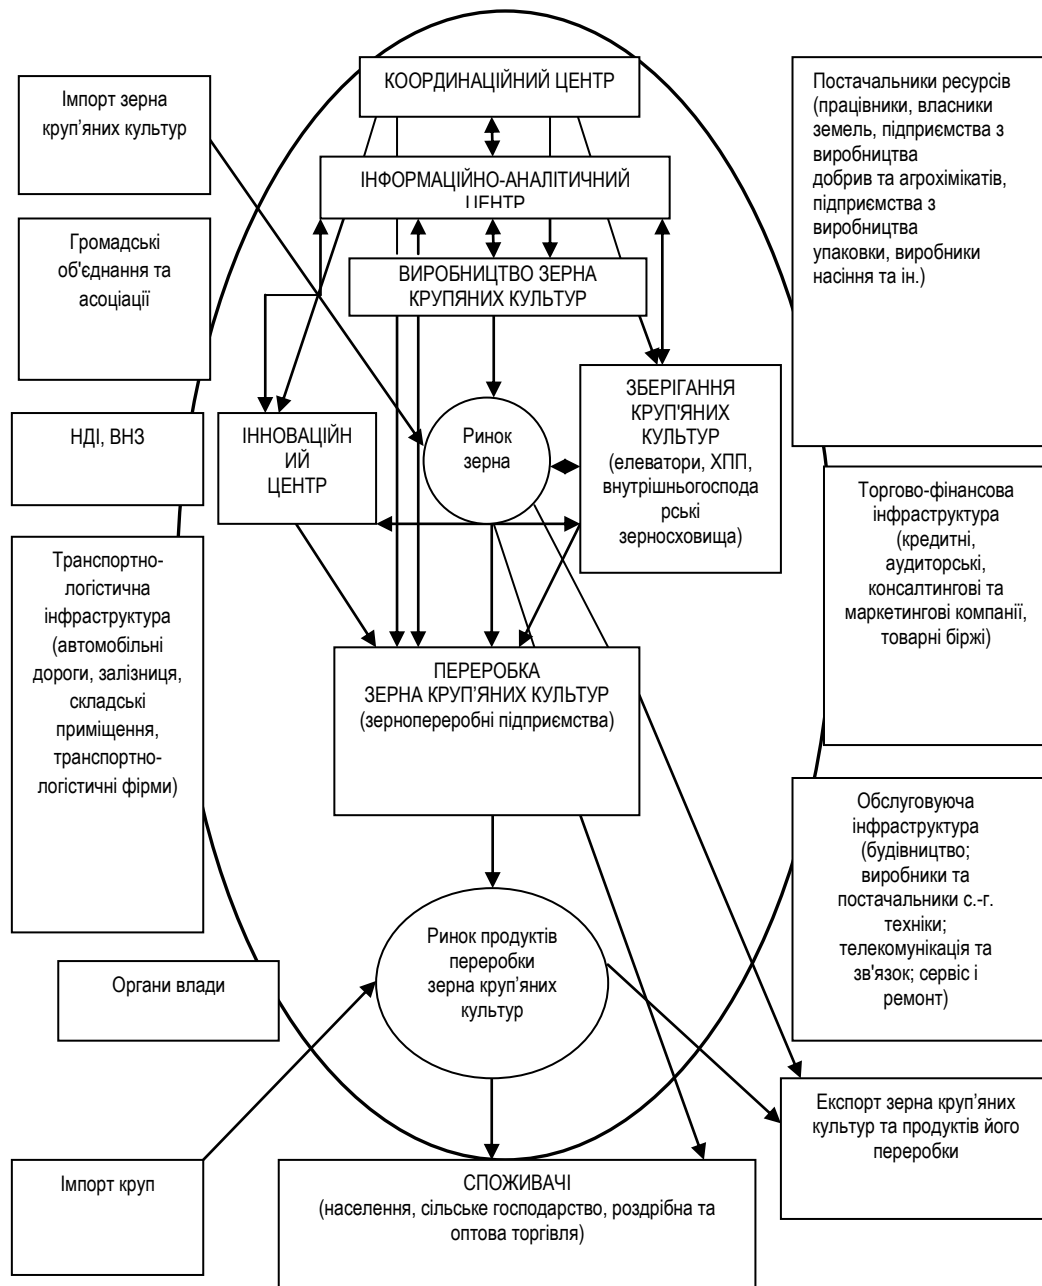 КООРДИНАЦІЙНИЙ ЦЕНТР
Імпорт зерна
круп’яних культур
Постачальники ресурсів
(працівники, власники
земель, підприємства з
виробництва
добрив та агрохімікатів,
підприємства з
виробництва
упаковки, виробники
насіння та ін.)
ІНФОРМАЦІЙНО-АНАЛІТИЧНИЙ
ЦЕНТР
Громадські
об'єднання та
асоціації
ВИРОБНИЦТВО ЗЕРНА
КРУПЯНИХ КУЛЬТУР
НДІ, ВНЗ
ІННОВАЦІЙН
ИЙ
ЦЕНТР
Ринок
зерна
ЗБЕРІГАННЯ
КРУП'ЯНИХ
КУЛЬТУР
(елеватори, ХПП,
внутрішньогоспода
рські
зерносховища)
Торгово-фінансова
інфраструктура
(кредитні,
аудиторські,
консалтингові та
маркетингові компанії,
товарні біржі)
Транспортно-
логістична
інфраструктура
(автомобільні
дороги, залізниця,
складські
приміщення,
транспортно-
логістичні фірми)
ПЕРЕРОБКА
ЗЕРНА КРУП’ЯНИХ КУЛЬТУР
(зернопереробні підприємства)
Обслуговуюча
інфраструктура
(будівництво;
виробники та
постачальники с.-г.
техніки;
телекомунікація та
зв'язок; сервіс і
ремонт)
Органи влади
Ринок продуктів
переробки
зерна круп’яних
культур
Імпорт круп
СПОЖИВАЧІ
(населення, сільське господарство, роздрібна та
оптова торгівля)
Експорт зерна круп’яних
культур та продуктів його
переробки